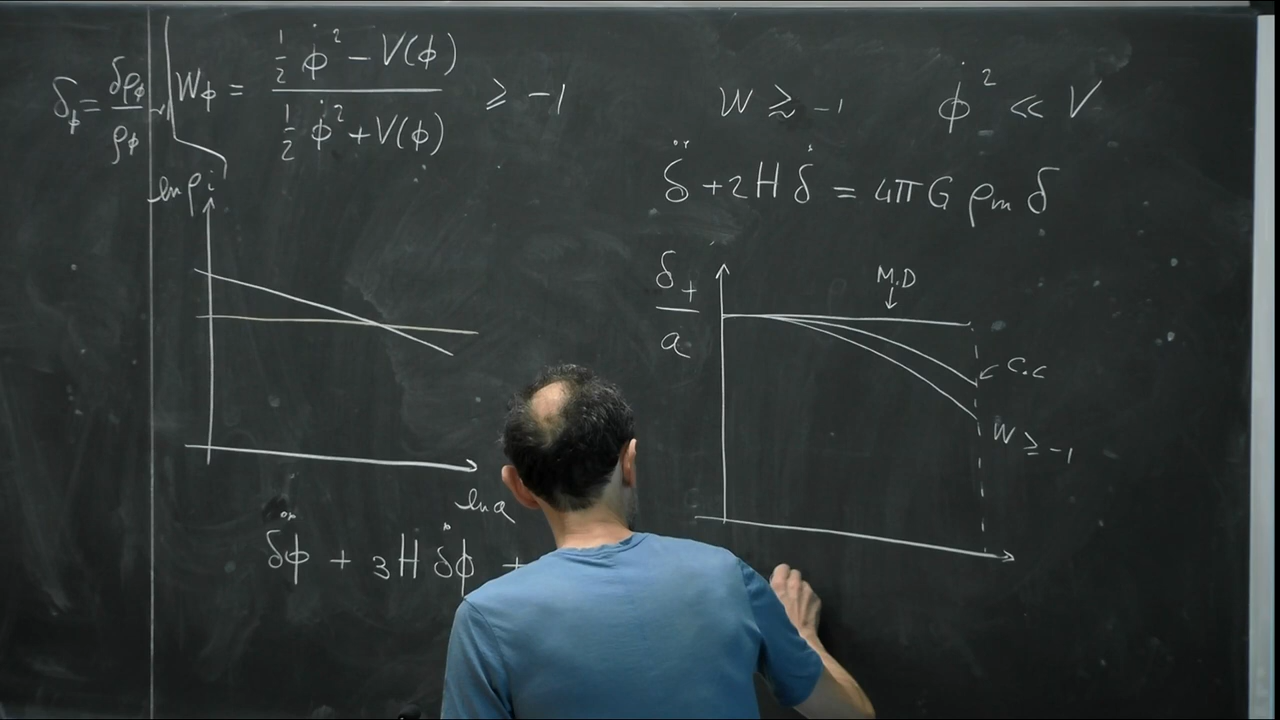 δ_ϕ = δρ_ϕ / ρ_ϕ ~
W_ϕ = (½ ϕ̇² − V(ϕ)) / (½ ϕ̇² + V(ϕ)) ⩾ −1
w ≳ −1 ϕ̇² ≪ V
δ̈ + 2Hδ̇ = 4πG ρ_m δ
ln ρ_i
ln a
δ_+ / a
M.D
c.c
W ≥ −1
δϕ̈ + 3H δϕ̇ +